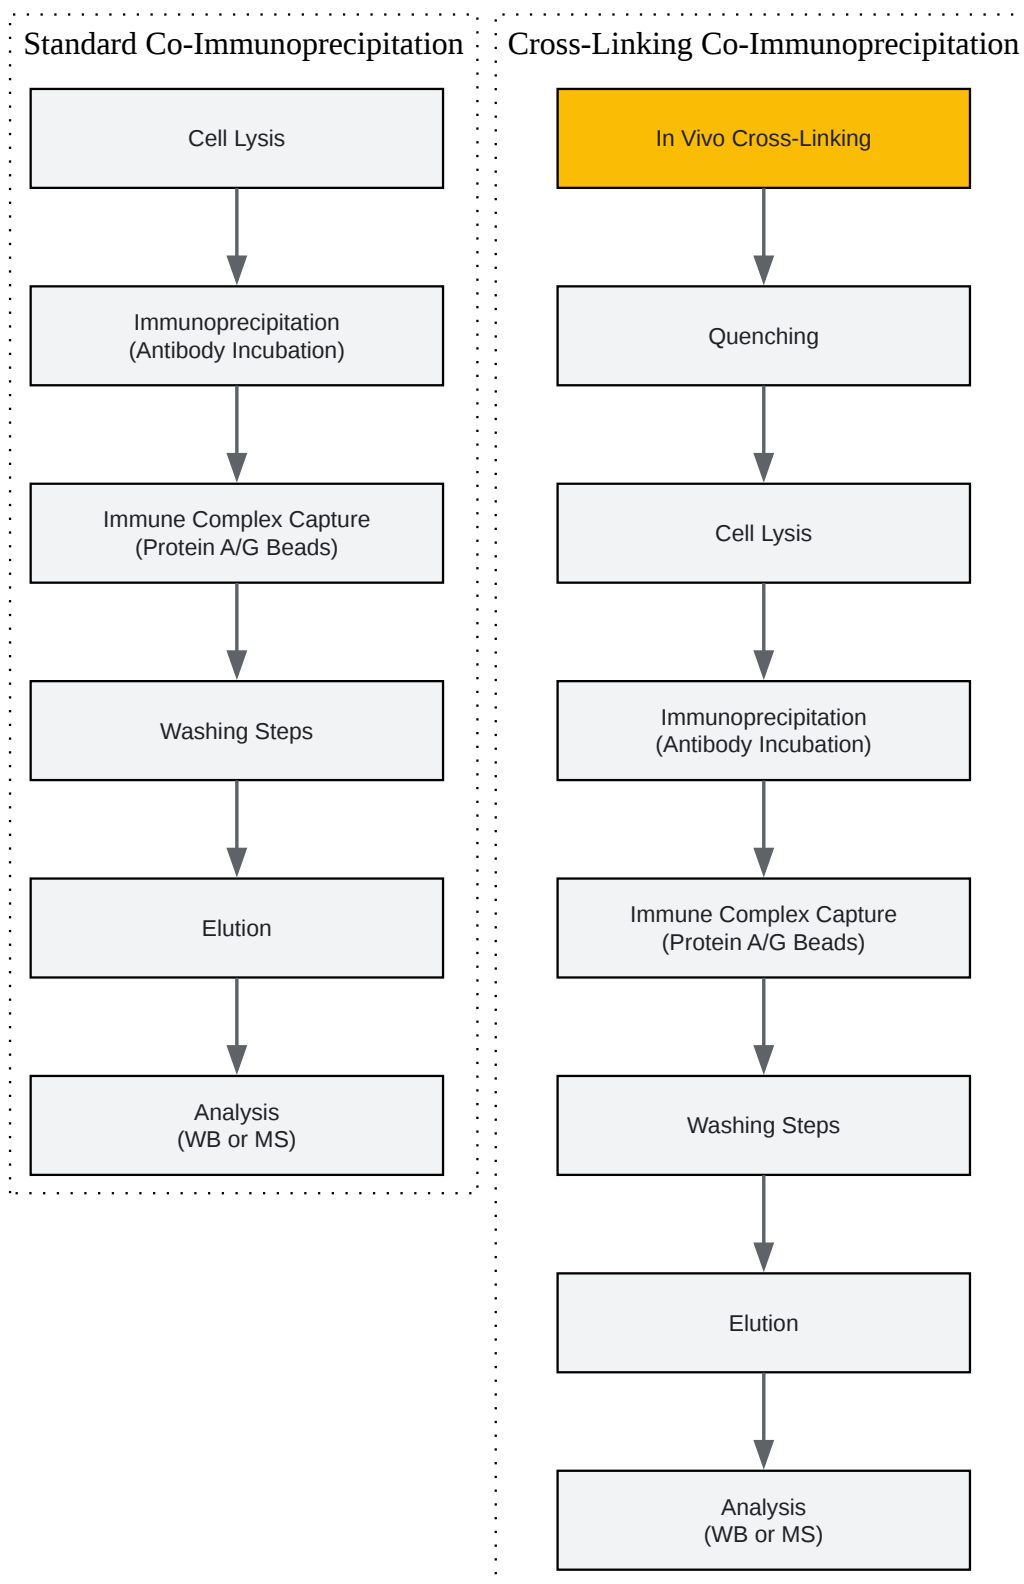 Standard Co-Immunoprecipitation
Cell Lysis
Immunoprecipitation
(Antibody Incubation)
Immune Complex Capture
(Protein A/G Beads)
Washing Steps
Elution
Analysis
(WB or MS)
Cross-Linking Co-Immunoprecipitation
In Vivo Cross-Linking
Quenching
Cell Lysis
Immunoprecipitation
(Antibody Incubation)
Immune Complex Capture
(Protein A/G Beads)
Washing Steps
Elution
Analysis
(WB or MS)